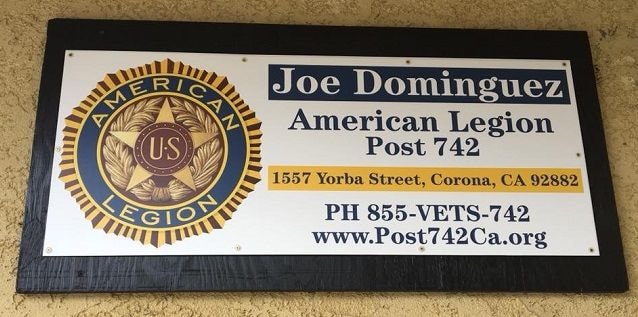 AMERICAN
U.S
LEGION
Joe Dominguez
American Legion
Post 742
1557 Yorba Street, Corona, CA 92882
PH 855-VETS-742
www.Post742Ca.org